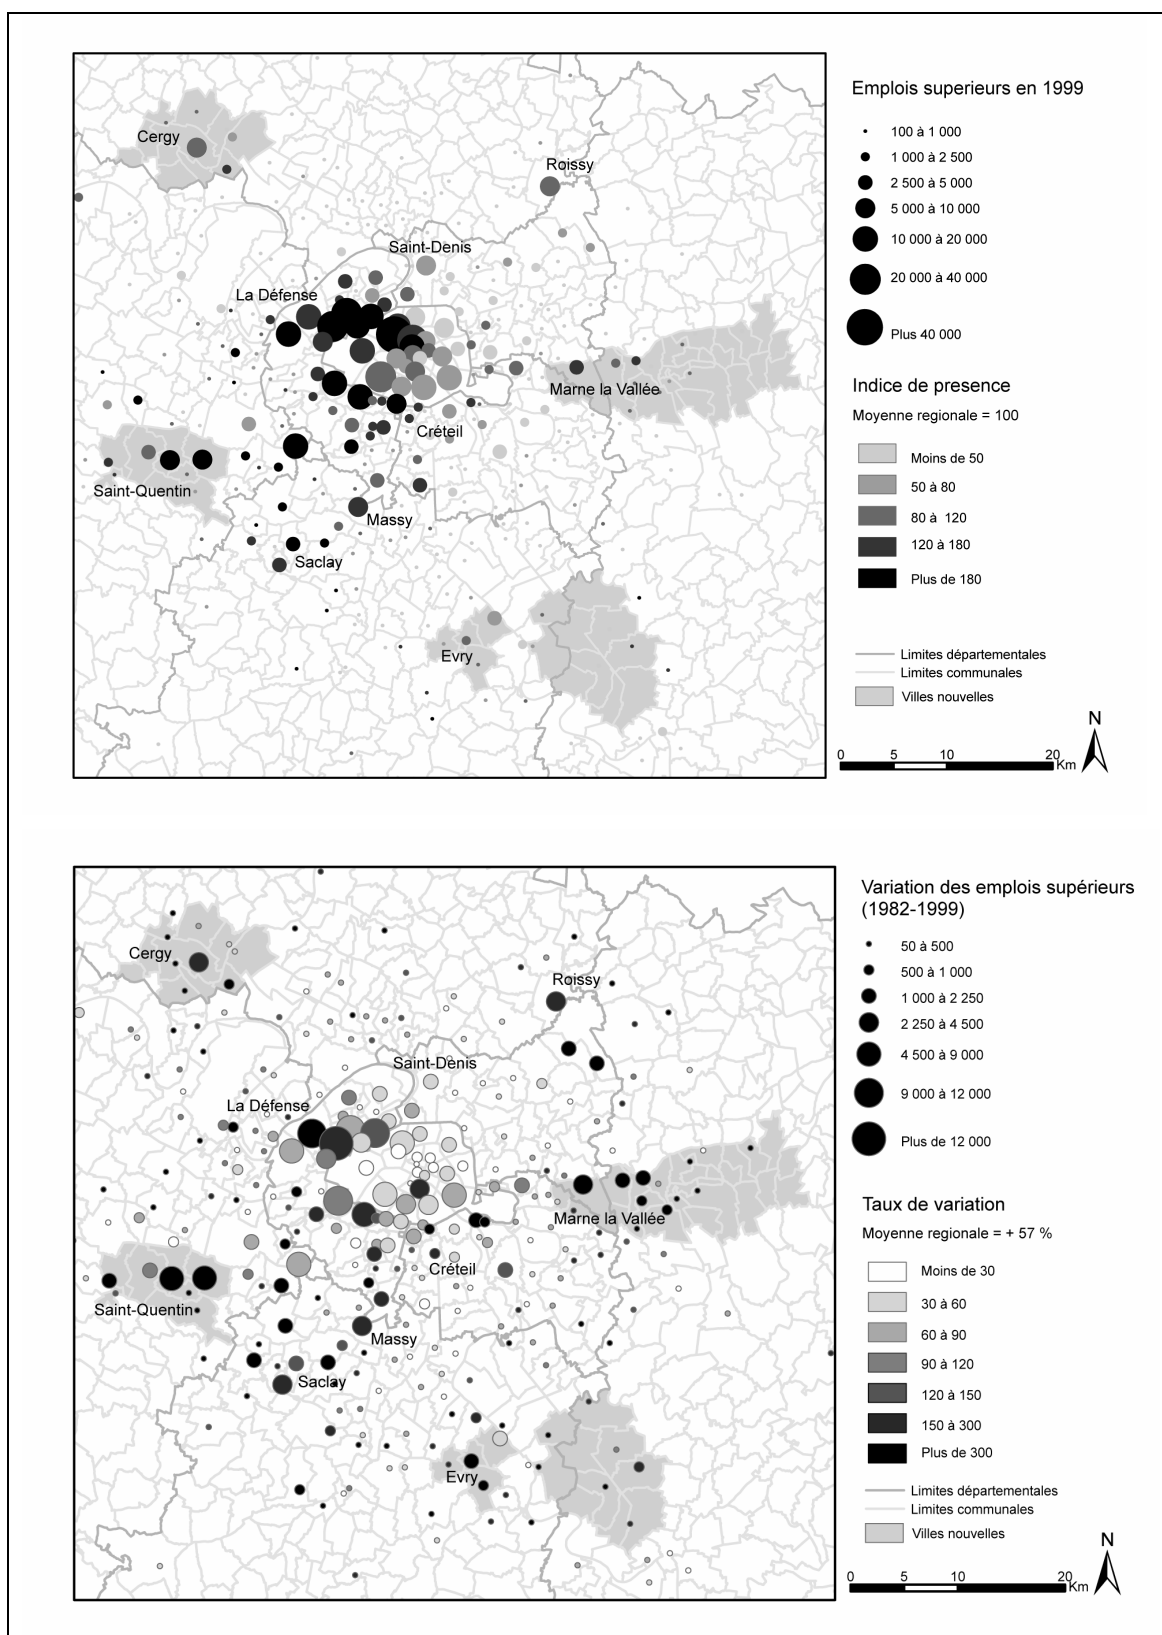 Cergy
Roissy
Saint-Denis
La Défense
Marne la Vallée
Créteil
Saint-Quentin
Massy
Saclay
Evry
Emplois superieurs en 1999
100 à 1 000
1 000 à 2 500
2 500 à 5 000
5 000 à 10 000
10 000 à 20 000
20 000 à 40 000
Plus 40 000
Indice de presence
Moyenne regionale = 100
Moins de 50
50 à 80
80 à 120
120 à 180
Plus de 180
Limites départementales
Limites communales
Villes nouvelles
N
0 5 10 20
Km
Cergy
Roissy
Saint-Denis
La Défense
Marne la Vallée
Créteil
Saint-Quentin
Massy
Saclay
Evry
Variation des emplois supérieurs
(1982-1999)
50 à 500
500 à 1 000
1 000 à 2 250
2 250 à 4 500
4 500 à 9 000
9 000 à 12 000
Plus de 12 000
Taux de variation
Moyenne regionale = + 57 %
Moins de 30
30 à 60
60 à 90
90 à 120
120 à 150
150 à 300
Plus de 300
Limites départementales
Limites communales
Villes nouvelles
N
0 5 10 20
Km